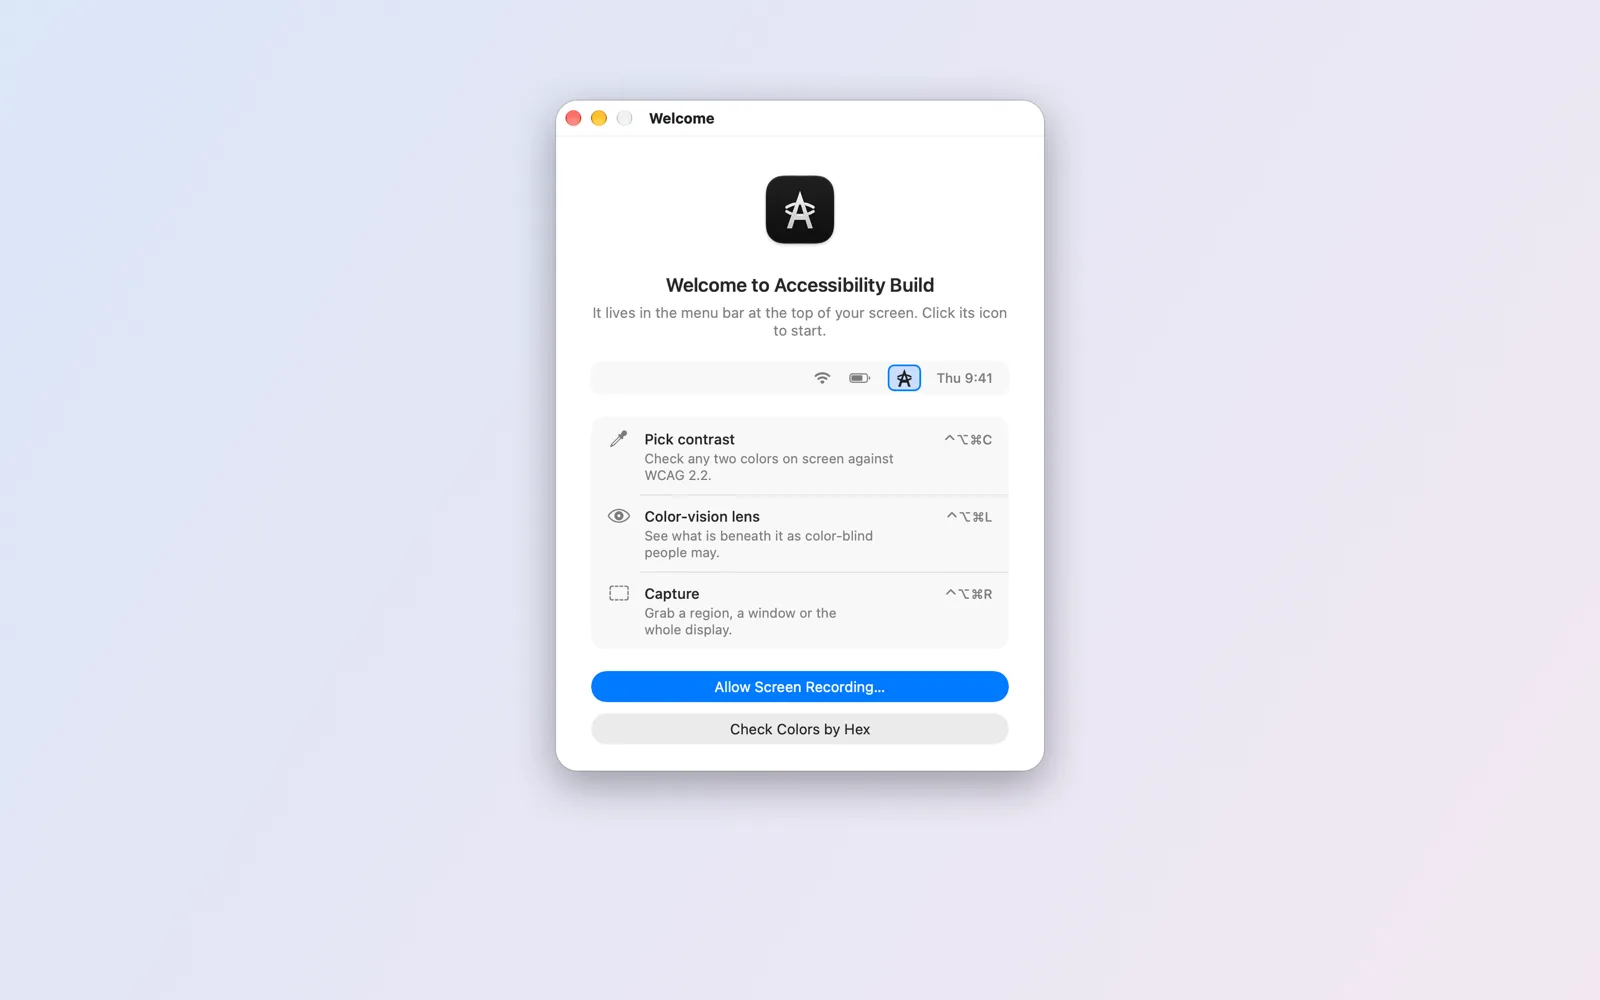 Welcome
Welcome to Accessibility Build
It lives in the menu bar at the top of your screen. Click its icon
to start.
Thu 9:41
Pick contrast ^⌥⌘C
Check any two colors on screen against
WCAG 2.2.
Color-vision lens ^⌥⌘L
See what is beneath it as color-blind
people may.
Capture ^⌥⌘R
Grab a region, a window or the
whole display.
Allow Screen Recording...
Check Colors by Hex